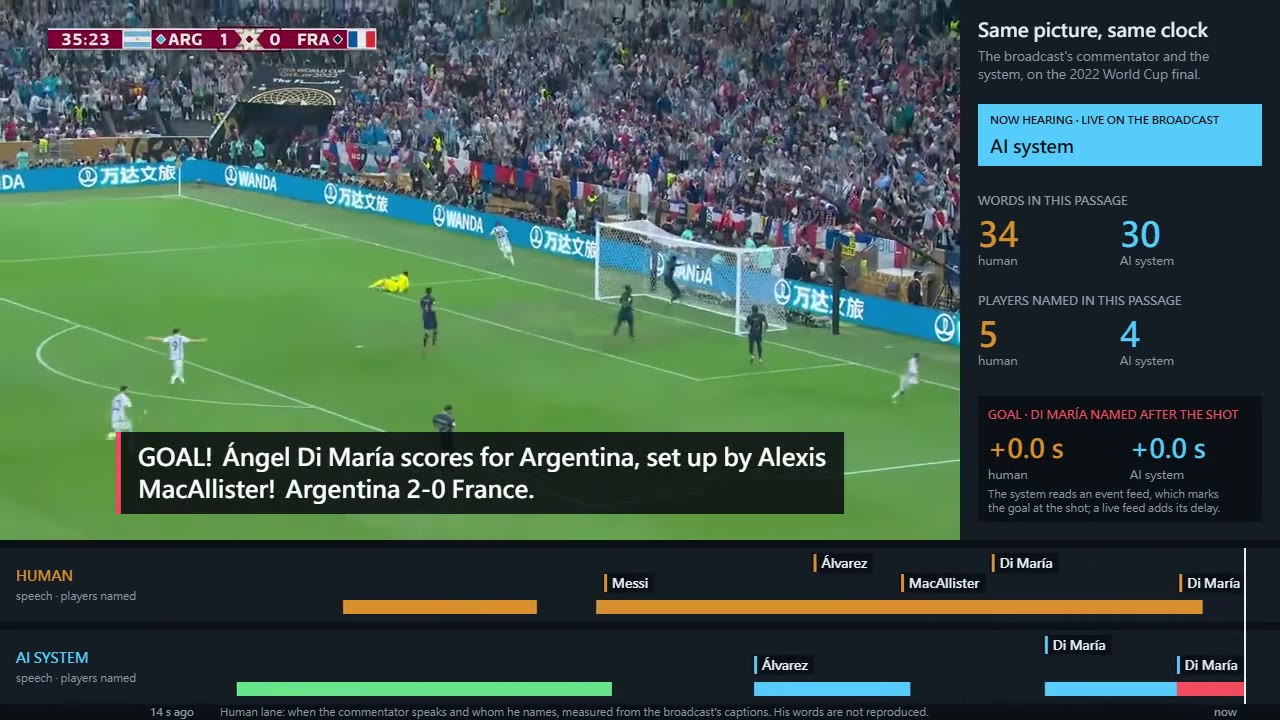 35:23 ARG 1 0 FRA
FIFA WORLD CUP
Qatar2022
NDA 万达文旅 WANDA 万达文旅 WANDA 万达文旅 WANDA 万达文旅
GOAL! Ángel Di María scores for Argentina, set up by Alexis
MacAllister! Argentina 2-0 France.
Same picture, same clock
The broadcast's commentator and the
system, on the 2022 World Cup final.
NOW HEARING · LIVE ON THE BROADCAST
AI system
WORDS IN THIS PASSAGE
34 30
human AI system
PLAYERS NAMED IN THIS PASSAGE
5 4
human AI system
GOAL · DI MARÍA NAMED AFTER THE SHOT
+0.0 s +0.0 s
human AI system
The system reads an event feed, which marks
the goal at the shot; a live feed adds its delay.
HUMAN
speech · players named
Álvarez Di María
Messi MacAllister Di María
AI SYSTEM
speech · players named
Di María
Álvarez Di María
14 s ago Human lane: when the commentator speaks and whom he names, measured from the broadcast's captions. His words are not reproduced. now